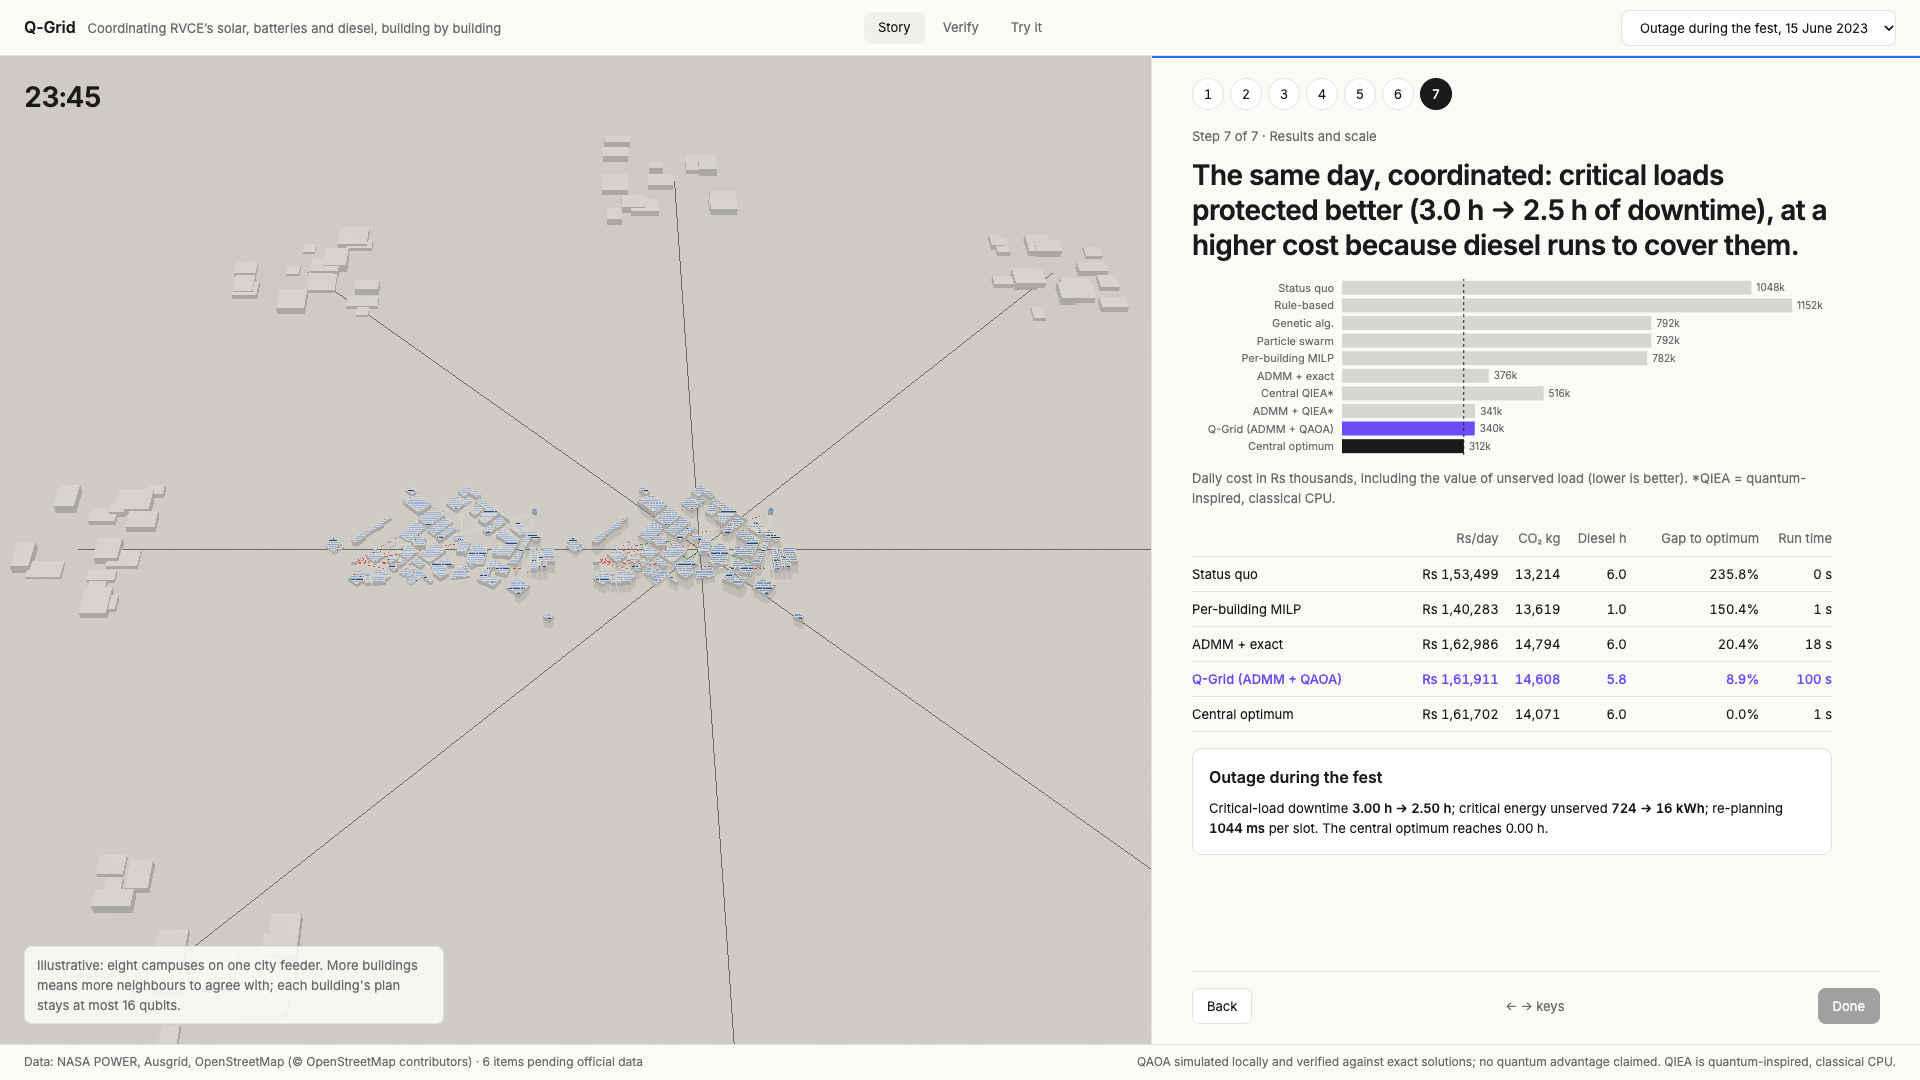 Q-Grid Coordinating RVCE's solar, batteries and diesel, building by building
Story Verify Try it
Outage during the fest, 15 June 2023
23:45
1 2 3 4 5 6 7
Step 7 of 7 · Results and scale
The same day, coordinated: critical loads
protected better (3.0 h → 2.5 h of downtime), at a
higher cost because diesel runs to cover them.
Status quo 1048k
Rule-based 1152k
Genetic alg. 792k
Particle swarm 792k
Per-building MILP 782k
ADMM + exact 376k
Central QIEA* 516k
ADMM + QIEA* 341k
Q-Grid (ADMM + QAOA) 340k
Central optimum 312k
Daily cost in Rs thousands, including the value of unserved load (lower is better). *QIEA = quantum-
inspired, classical CPU.
Rs/day CO₂ kg Diesel h Gap to optimum Run time
Status quo Rs 1,53,499 13,214 6.0 235.8% 0 s
Per-building MILP Rs 1,40,283 13,619 1.0 150.4% 1 s
ADMM + exact Rs 1,62,986 14,794 6.0 20.4% 18 s
Q-Grid (ADMM + QAOA) Rs 1,61,911 14,608 5.8 8.9% 100 s
Central optimum Rs 1,61,702 14,071 6.0 0.0% 1 s
Outage during the fest
Critical-load downtime 3.00 h → 2.50 h; critical energy unserved 724 → 16 kWh; re-planning
1044 ms per slot. The central optimum reaches 0.00 h.
Illustrative: eight campuses on one city feeder. More buildings
means more neighbours to agree with; each building's plan
stays at most 16 qubits.
Back ← → keys Done
Data: NASA POWER, Ausgrid, OpenStreetMap (© OpenStreetMap contributors) · 6 items pending official data
QAOA simulated locally and verified against exact solutions; no quantum advantage claimed. QIEA is quantum-inspired, classical CPU.